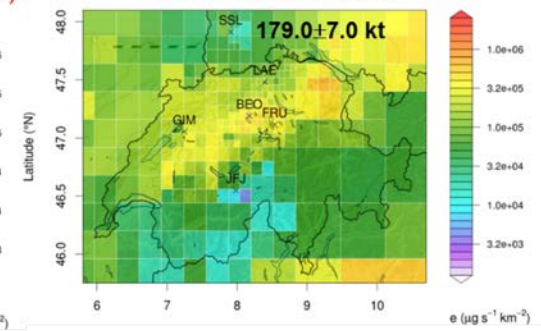 179.0±7.0 kt
SSL
LAE
BEO
FRU
GIM
JFJ
Latitude (°N)
48.0
47.5
47.0
46.5
46.0
6 7 8 9 10
1.0e+06
3.2e+05
1.0e+05
3.2e+04
1.0e+04
3.2e+03
e (μg s⁻¹ km⁻²)